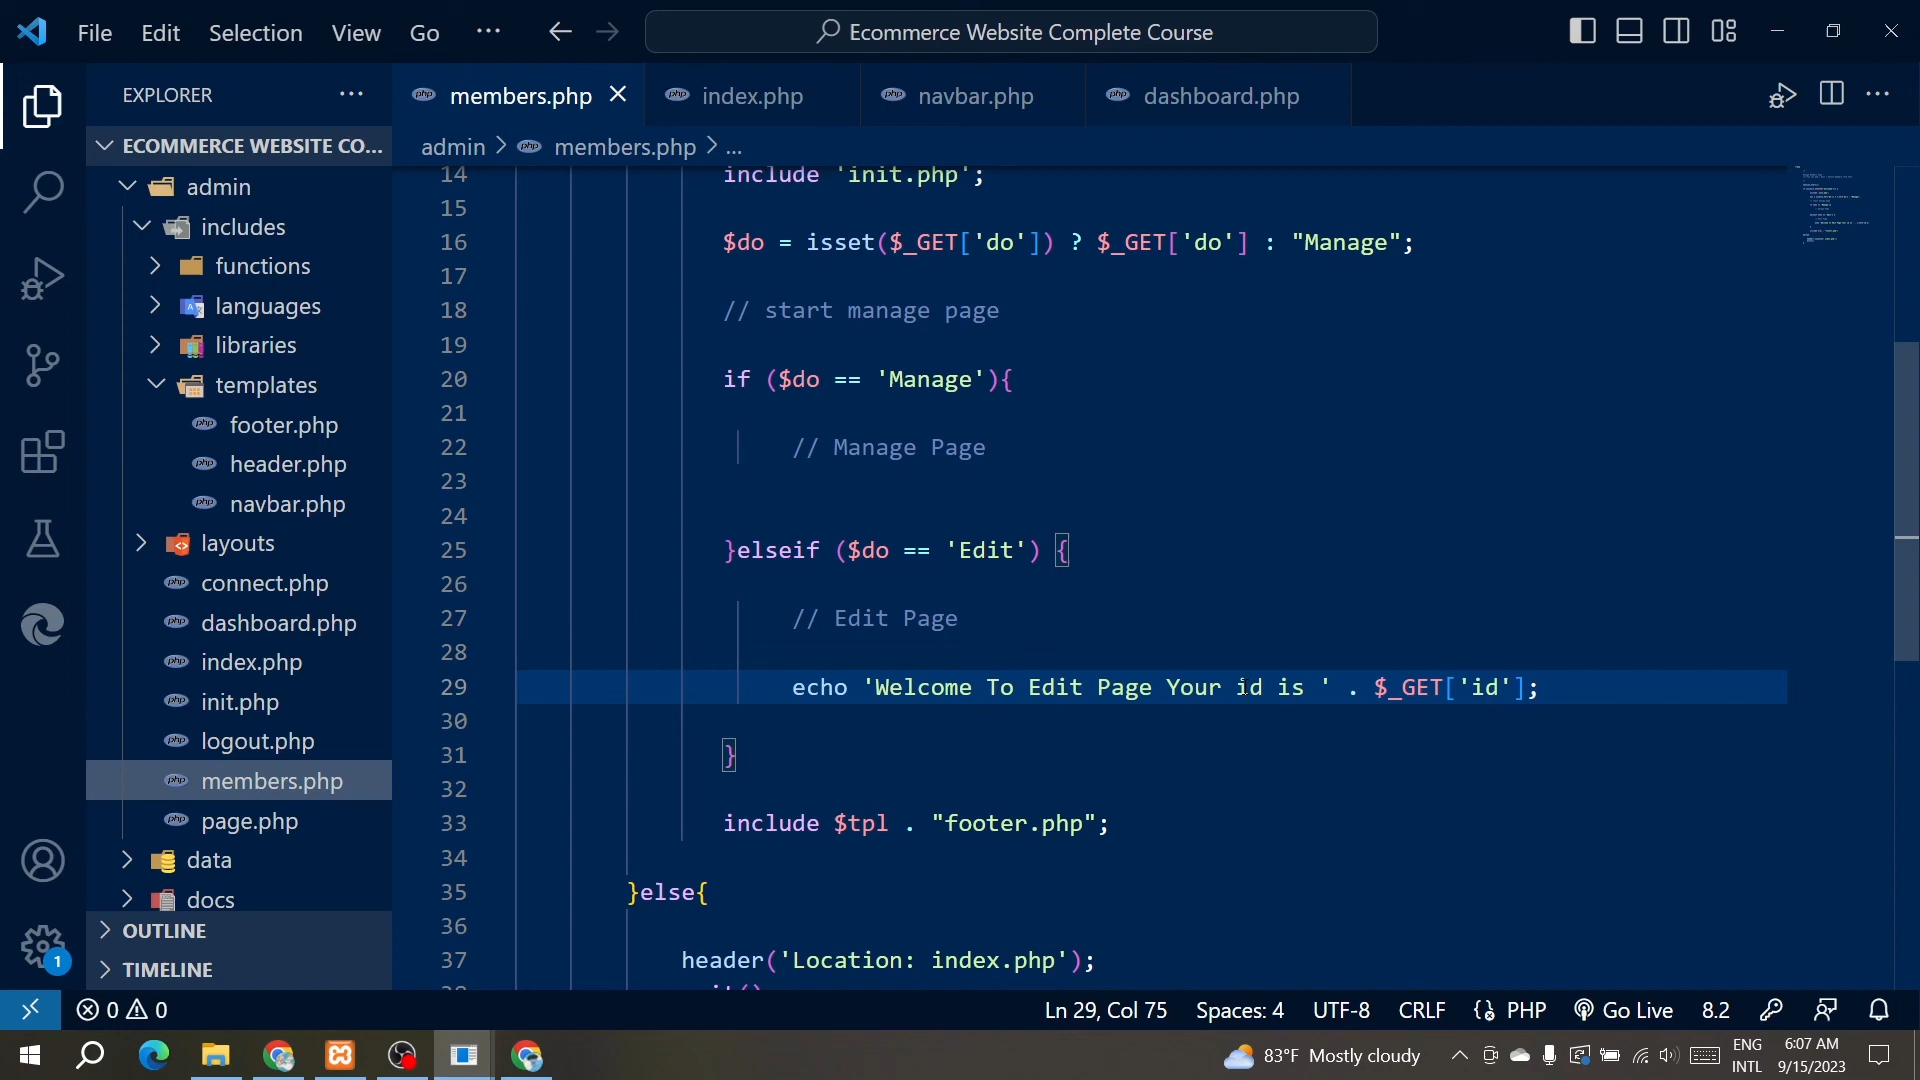 File Edit Selection View Go ··· Ecommerce Website Complete Course
EXPLORER ···
members.php index.php navbar.php dashboard.php ···
ECOMMERCE WEBSITE CO...
admin > members.php > ...
admin
includes
functions
languages
libraries
templates
footer.php
header.php
navbar.php
layouts
connect.php
dashboard.php
index.php
init.php
logout.php
members.php
page.php
data
docs
OUTLINE
TIMELINE
1
14 include 'init.php';
15
16 $do = isset($_GET['do']) ? $_GET['do'] : "Manage";
17
18 // start manage page
19
20 if ($do == 'Manage'){
21
22 // Manage Page
23
24
25 }elseif ($do == 'Edit') {
26
27 // Edit Page
28
29 echo 'Welcome To Edit Page Your id is ' . $_GET['id'];
30
31 }
32
33 include $tpl . "footer.php";
34
35 }else{
36
37 header('Location: index.php');
0 0 Ln 29, Col 75 Spaces: 4 UTF-8 CRLF PHP Go Live 8.2
83°F Mostly cloudy ENG INTL 6:07 AM 9/15/2023